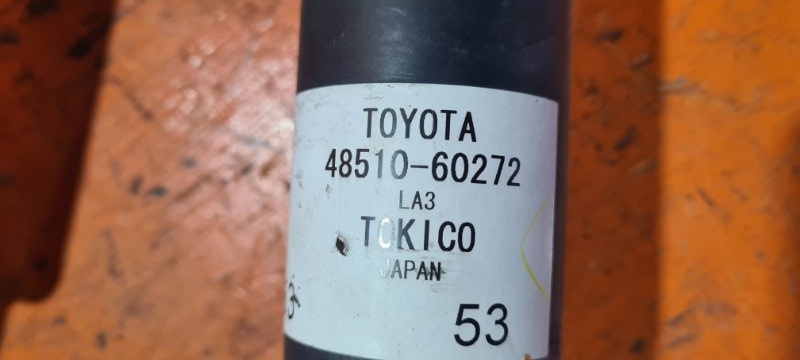 TOYOTA
48510-60272
LA3
TOKICO
JAPAN
53